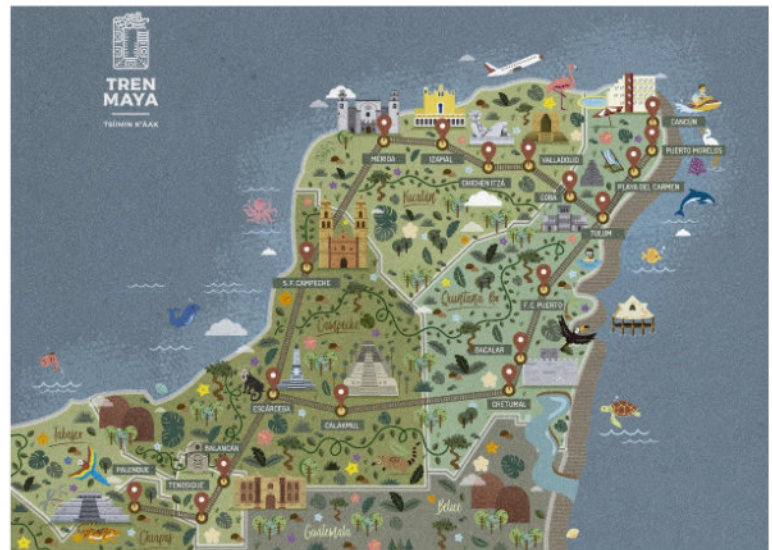 TREN
MAYA
TSÍIMIN K'ÁAK
CANCÚN
PUERTO MORELOS
MÉRIDA
IZAMAL
VALLADOLID
CHICHÉN ITZÁ
PLAYA DEL CARMEN
COBÁ
Yucatán
TULUM
S.F. CAMPECHE
Quintana Roo
F.C. PUERTO
Campeche
BACALAR
ESCÁRCEGA
CALAKMUL
CHETUMAL
Tabasco
BALANCÁN
PALENQUE
TENOSIQUE
Belice
Guatemala
Chiapas